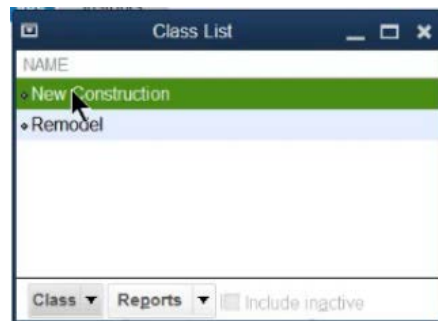 Class List
NAME
New Construction
Remodel
Class Reports Include inactive